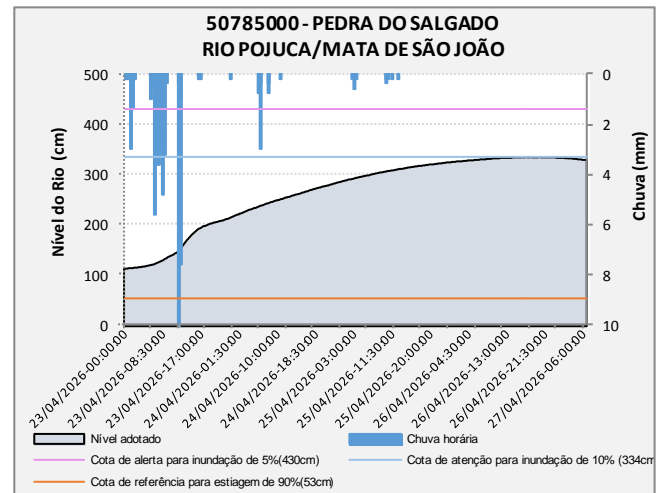 50785000 - PEDRA DO SALGADO
RIO POJUCA/MATA DE SÃO JOÃO
Nível do Rio (cm)
500
400
300
200
100
0
Chuva (mm)
0
2
4
6
8
10
23/04/2026-00:00:00
23/04/2026-08:30:00
23/04/2026-17:00:00
24/04/2026-01:30:00
24/04/2026-10:00:00
24/04/2026-18:30:00
25/04/2026-03:00:00
25/04/2026-11:30:00
25/04/2026-20:00:00
26/04/2026-04:30:00
26/04/2026-13:00:00
26/04/2026-21:30:00
27/04/2026-06:00:00
Nível adotado
Chuva horária
Cota de alerta para inundação de 5%(430cm)
Cota de atenção para inundação de 10% (334cm
Cota de referência para estiagem de 90%(53cm)